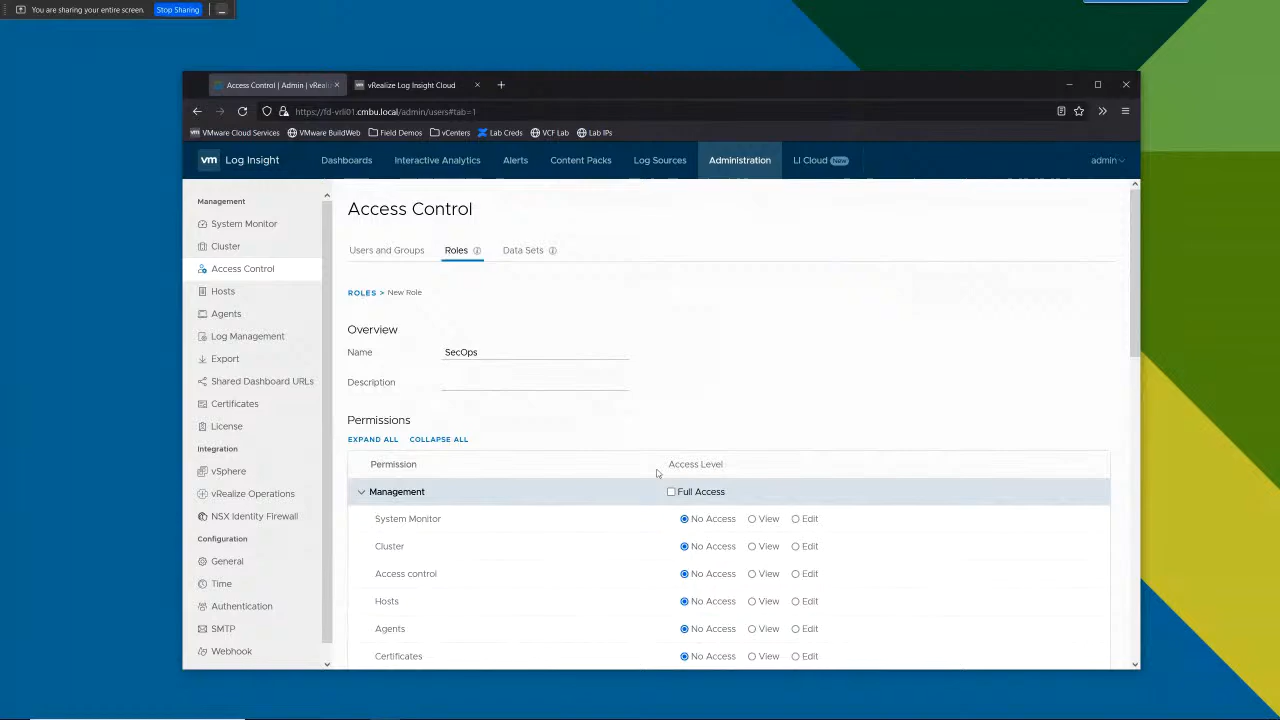 You are sharing your entire screen. Stop Sharing
Access Control | Admin | vReali
vRealize Log Insight Cloud
https://fd-vrli01.cmbu.local/admin/users#tab=1
VMware Cloud Services VMware BuildWeb Field Demos vCenters Lab Creds VCF Lab Lab IPs
vm Log Insight Dashboards Interactive Analytics Alerts Content Packs Log Sources Administration LI Cloud New admin
Management
System Monitor
Cluster
Access Control
Hosts
Agents
Log Management
Export
Shared Dashboard URLs
Certificates
License
Integration
vSphere
vRealize Operations
NSX Identity Firewall
Configuration
General
Time
Authentication
SMTP
Webhook
Access Control
Users and Groups Roles Data Sets
ROLES > New Role
Overview
Name SecOps
Description
Permissions
EXPAND ALL COLLAPSE ALL
Permission Access Level
Management Full Access
System Monitor No Access View Edit
Cluster No Access View Edit
Access control No Access View Edit
Hosts No Access View Edit
Agents No Access View Edit
Certificates No Access View Edit